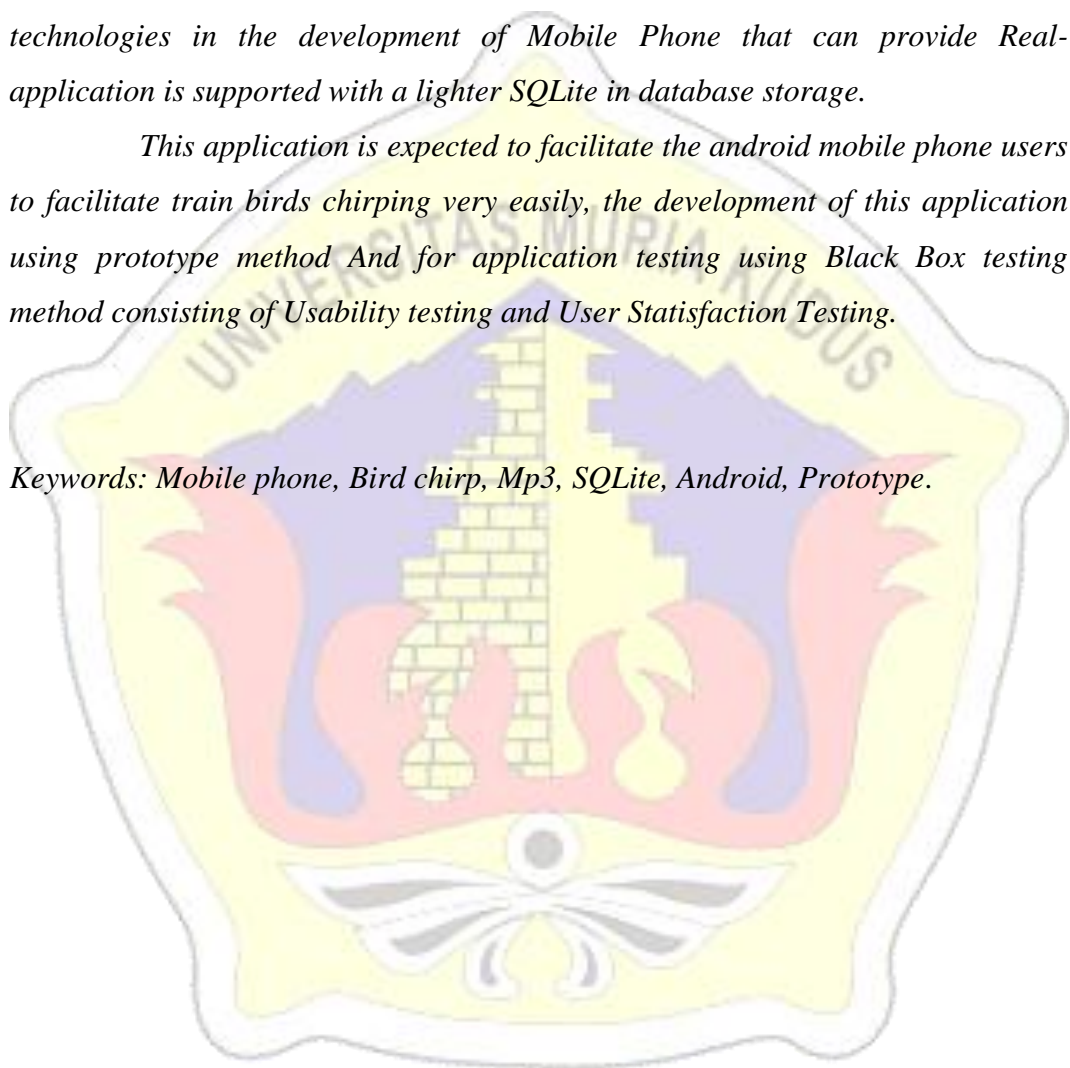 technologies in the development of Mobile Phone that can provide Real-
application is supported with a lighter SQLite in database storage.
This application is expected to facilitate the android mobile phone users
to facilitate train birds chirping very easily, the development of this application
using prototype method And for application testing using Black Box testing
method consisting of Usability testing and User Statisfaction Testing.
UNIVERSITAS MURIA KUDUS
Keywords: Mobile phone, Bird chirp, Mp3, SQLite, Android, Prototype.